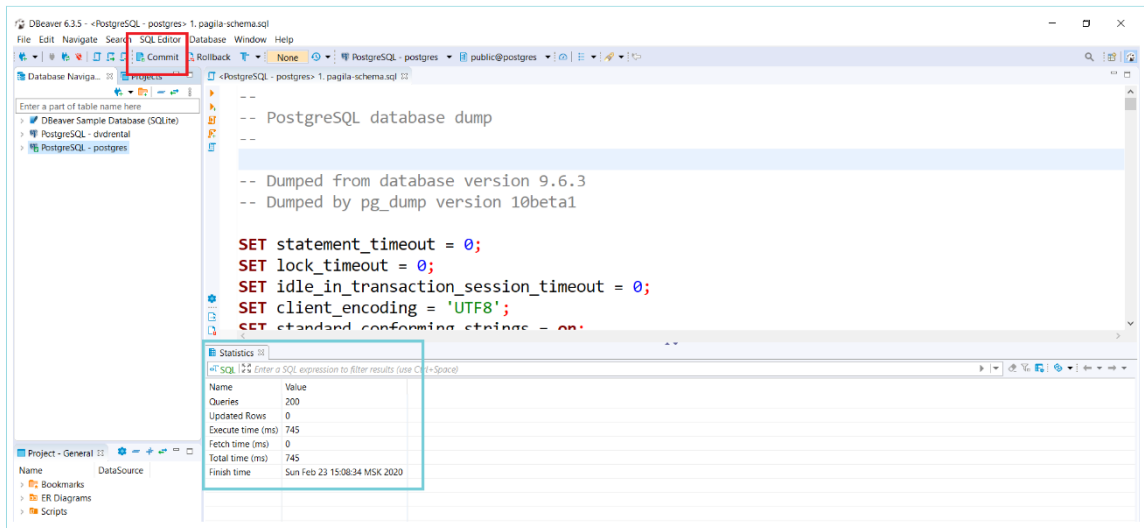 DBeaver 6.3.5 - <PostgreSQL - postgres> 1. pagila-schema.sql
File Edit Navigate Search SQL Editor Database Window Help
Commit Rollback None PostgreSQL - postgres public@postgres
Database Naviga... Projects
<PostgreSQL - postgres> 1. pagila-schema.sql
Enter a part of table name here
DBeaver Sample Database (SQLite)
PostgreSQL - dvdrental
PostgreSQL - postgres
--
-- PostgreSQL database dump
--
-- Dumped from database version 9.6.3
-- Dumped by pg_dump version 10beta1
SET statement_timeout = 0;
SET lock_timeout = 0;
SET idle_in_transaction_session_timeout = 0;
SET client_encoding = 'UTF8';
SET standard_conforming_strings = on;
Statistics
SQL Enter a SQL expression to filter results (use Ctrl+Space)
Name Value
Queries 200
Updated Rows 0
Execute time (ms) 745
Fetch time (ms) 0
Total time (ms) 745
Finish time Sun Feb 23 15:08:34 MSK 2020
Project - General
Name DataSource
Bookmarks
ER Diagrams
Scripts